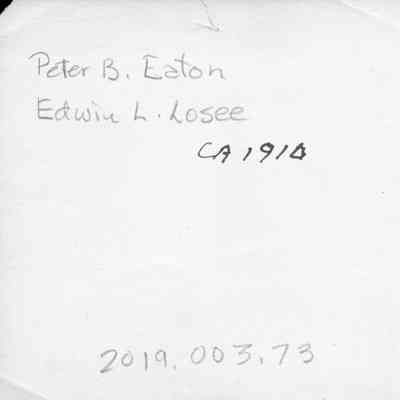 Peter B. Eaton
Edwin L. Losee
CA 1910
2019.003.73